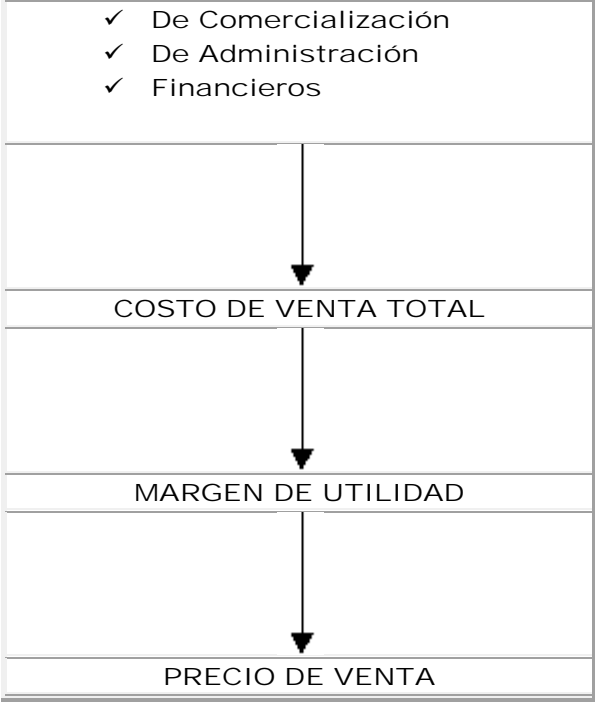 ✓ De Comercialización
✓ De Administración
✓ Financieros
COSTO DE VENTA TOTAL
MARGEN DE UTILIDAD
PRECIO DE VENTA